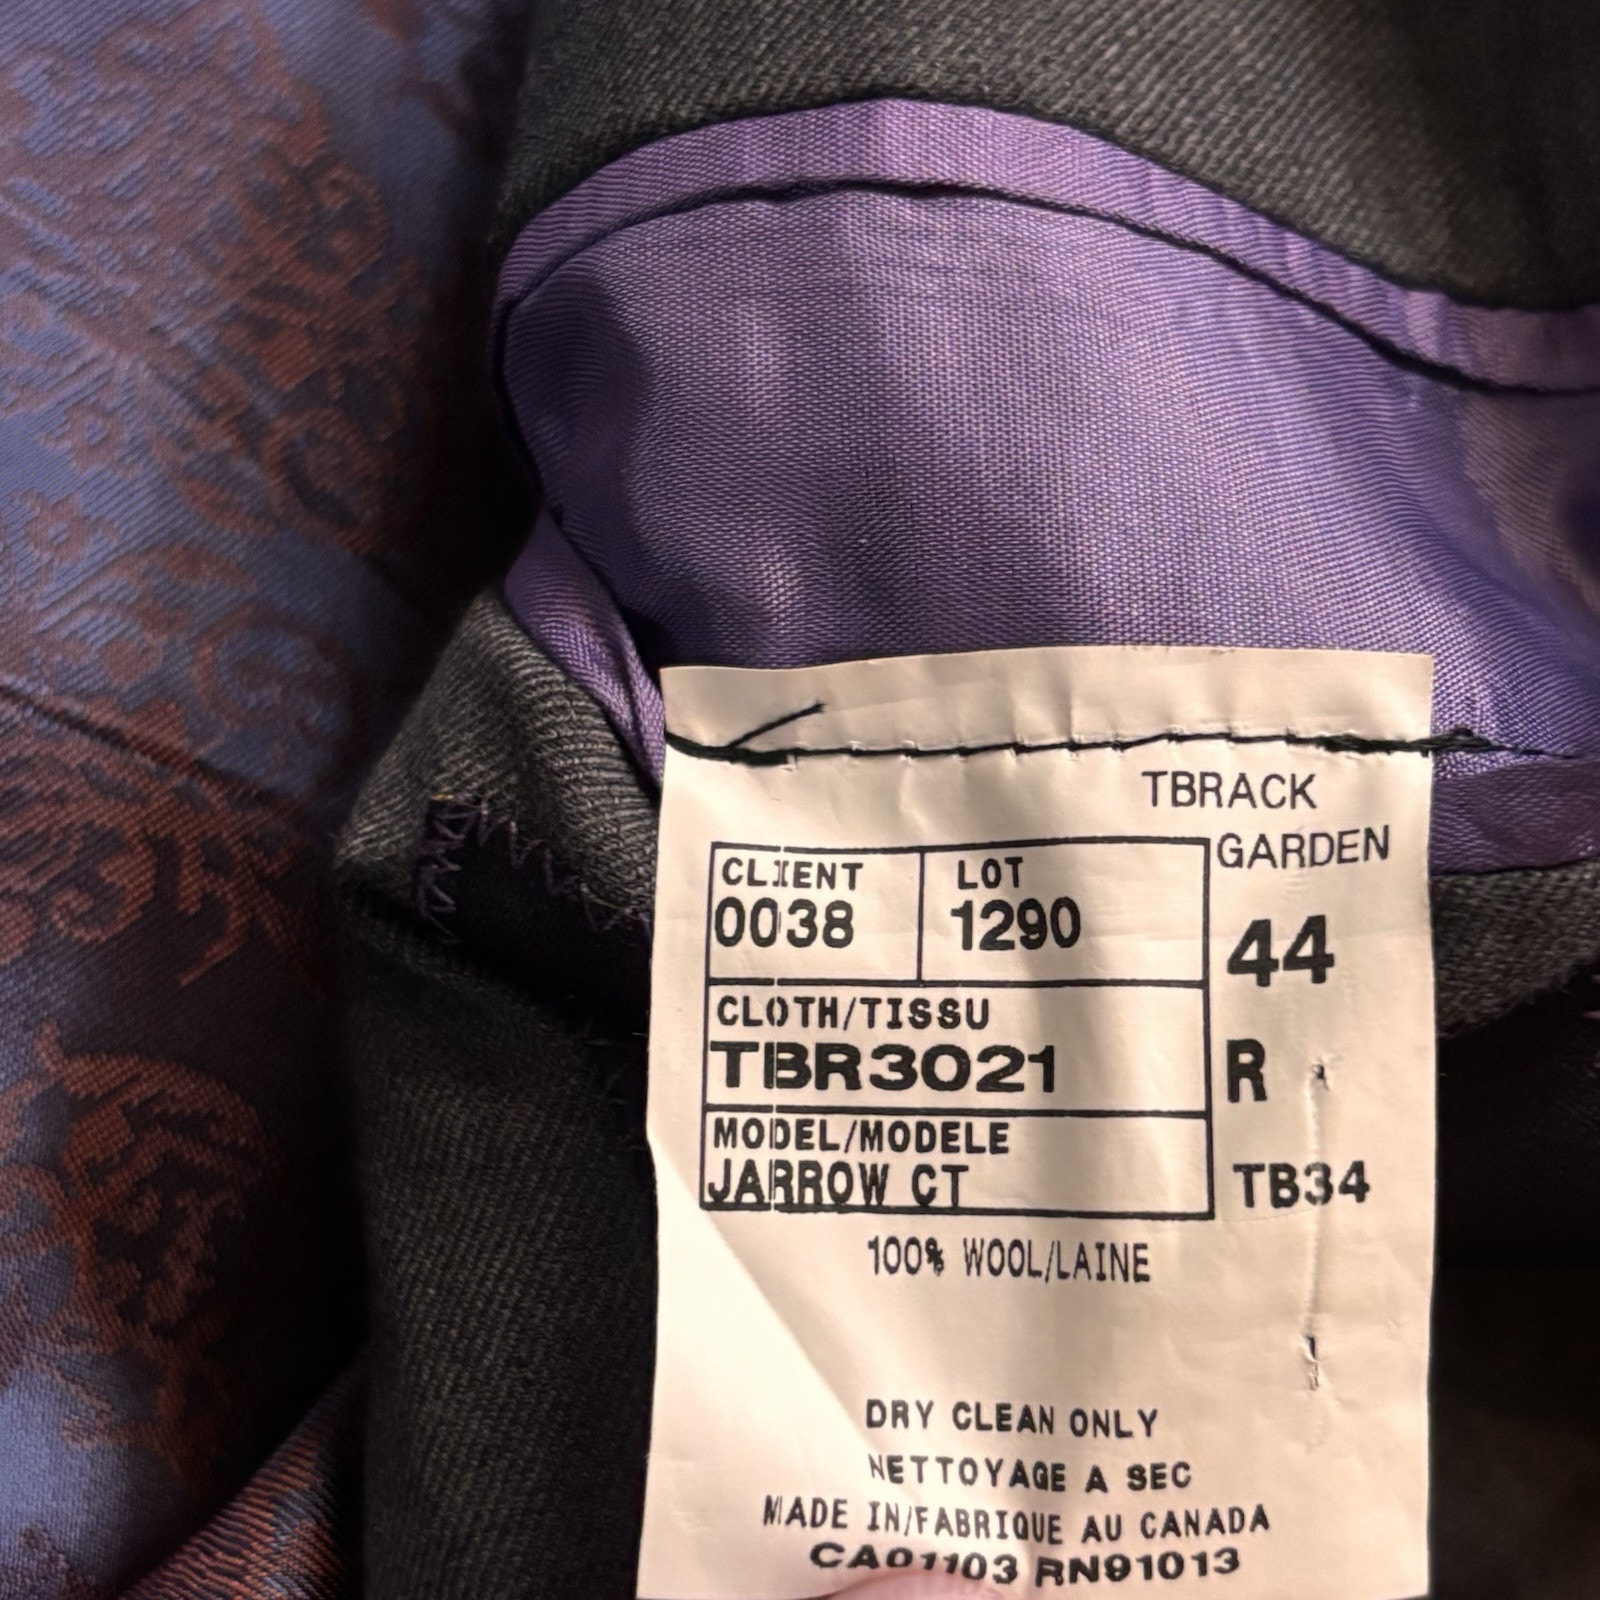 TBRACK
GARDEN
CLIENT LOT
0038 1290
44
CLOTH/TISSU
TBR3021
R
MODEL/MODELE
JARROW CT
TB34
100% WOOL/LAINE
DRY CLEAN ONLY
NETTOYAGE A SEC
MADE IN/FABRIQUE AU CANADA
CA01103 RN91013